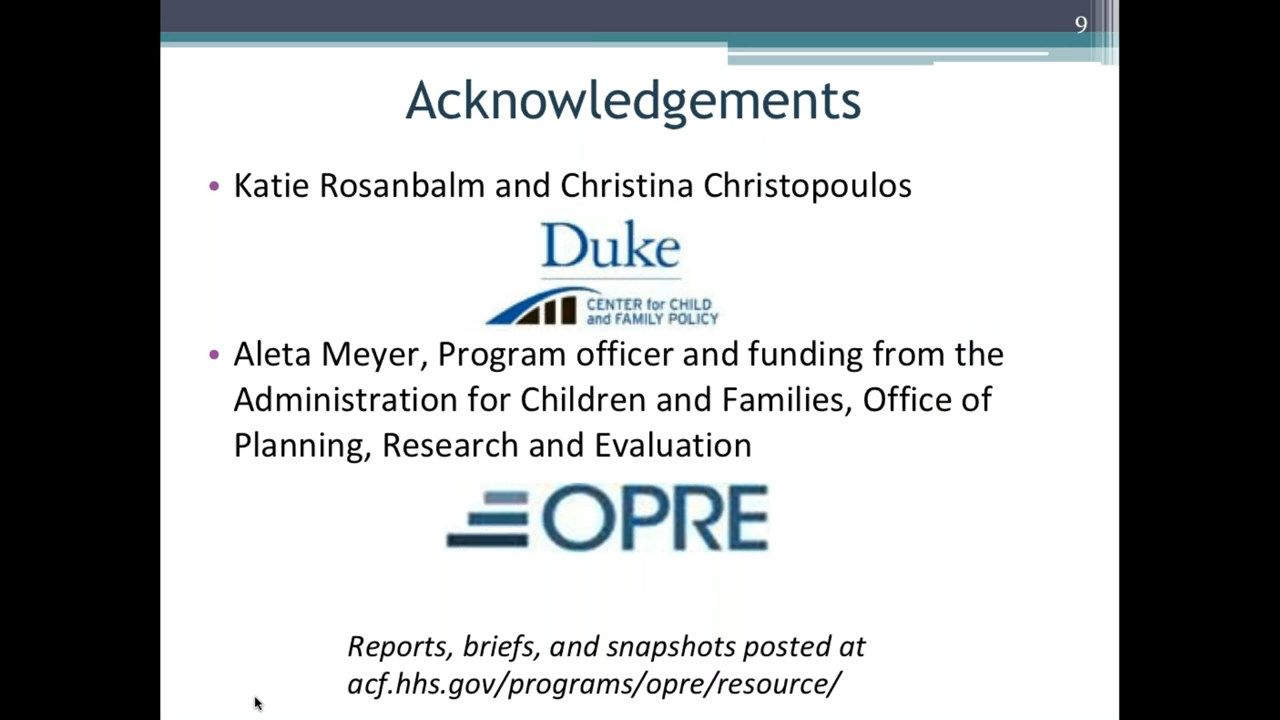 9
Acknowledgements
• Katie Rosanbalm and Christina Christopoulos
Duke
CENTER for CHILD
and FAMILY POLICY
• Aleta Meyer, Program officer and funding from the
Administration for Children and Families, Office of
Planning, Research and Evaluation
OPRE
Reports, briefs, and snapshots posted at
acf.hhs.gov/programs/opre/resource/